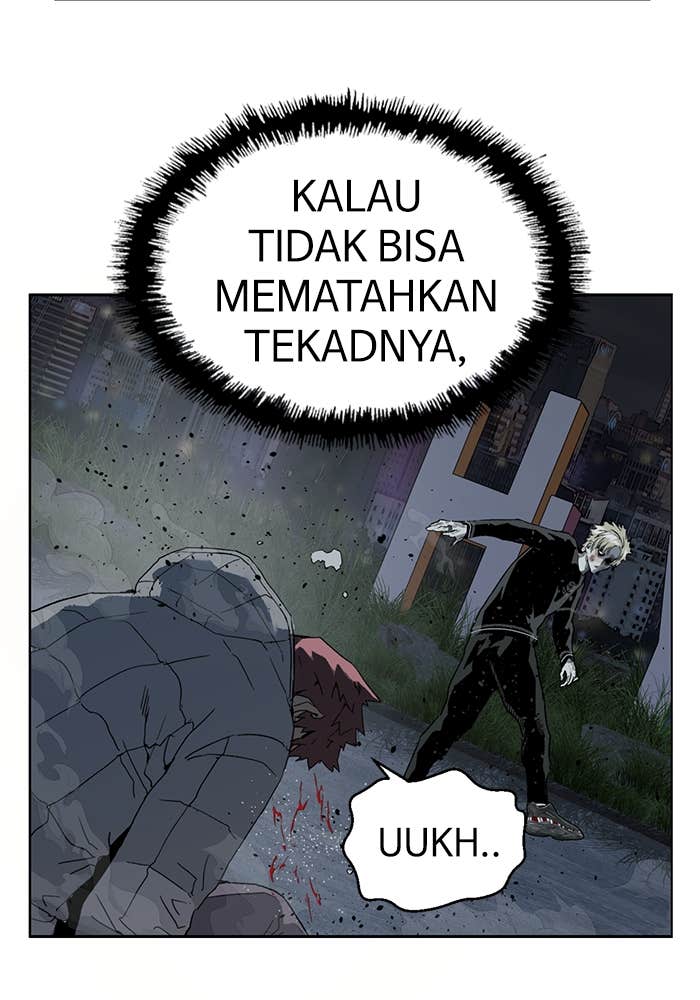 KALAU
TIDAK BISA
MEMATAHKAN
TEKADNYA,
UUKH..